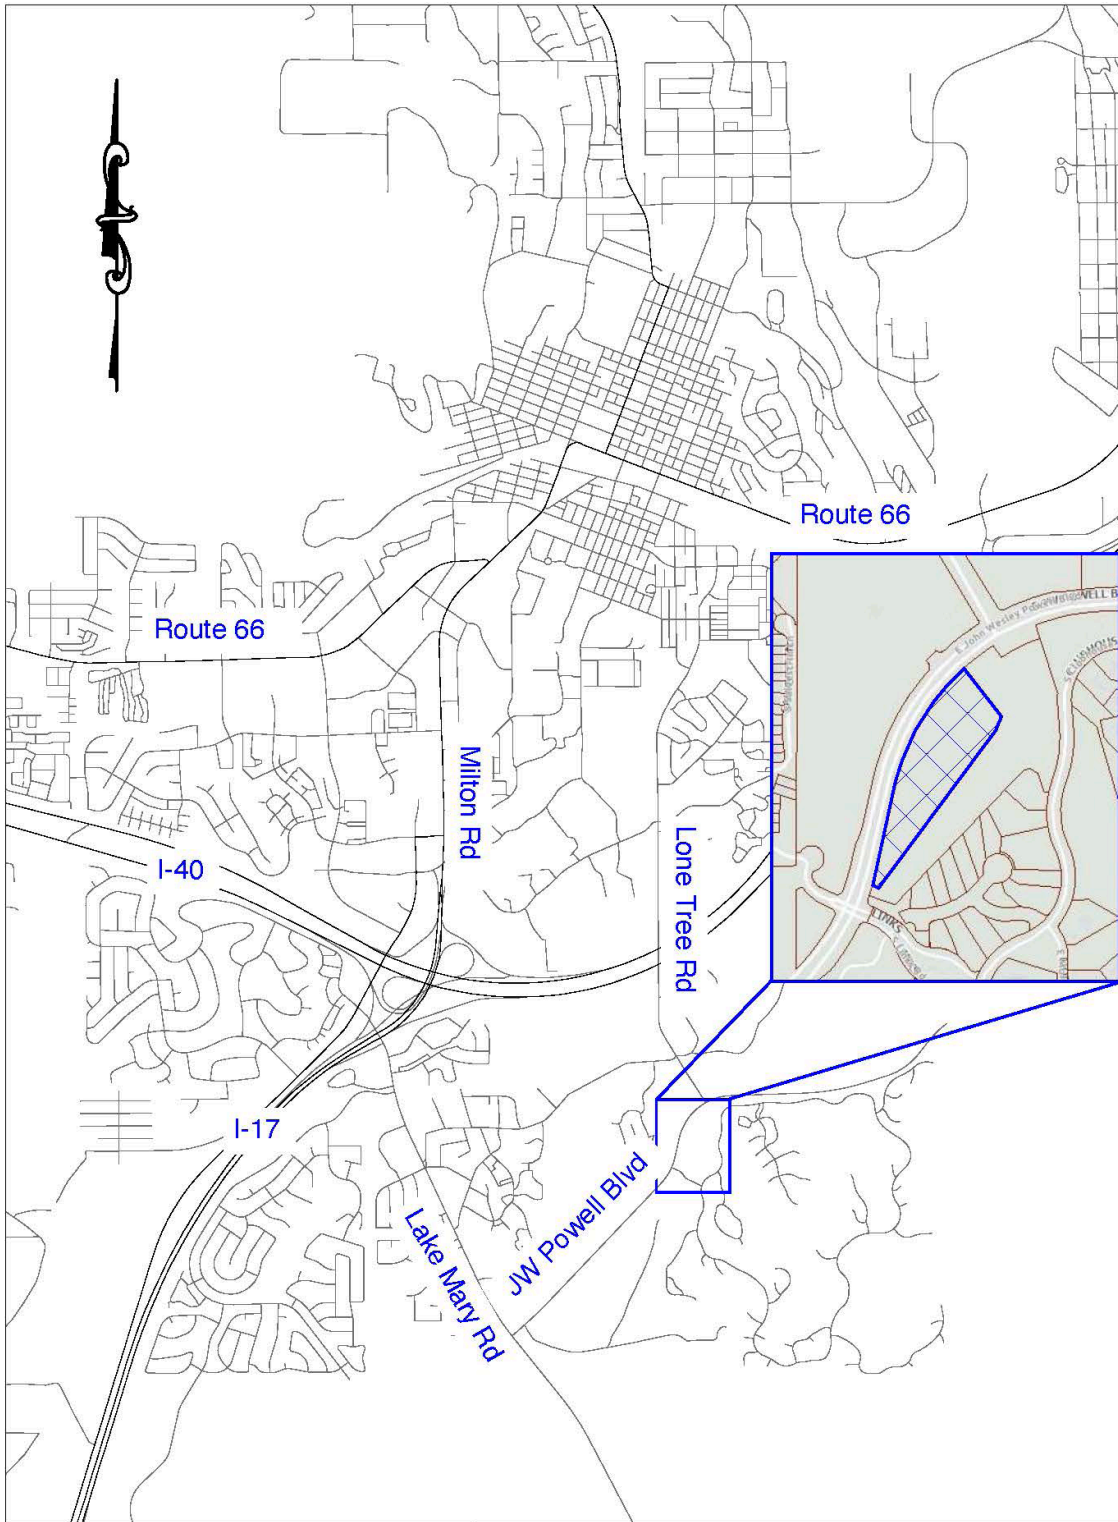 Route 66
Route 66
E John Wesley Powell Blvd
WELL B
Milton Rd
I-40
Lone Tree Rd
LINKS
I-17
JW Powell Blvd
Lake Mary Rd